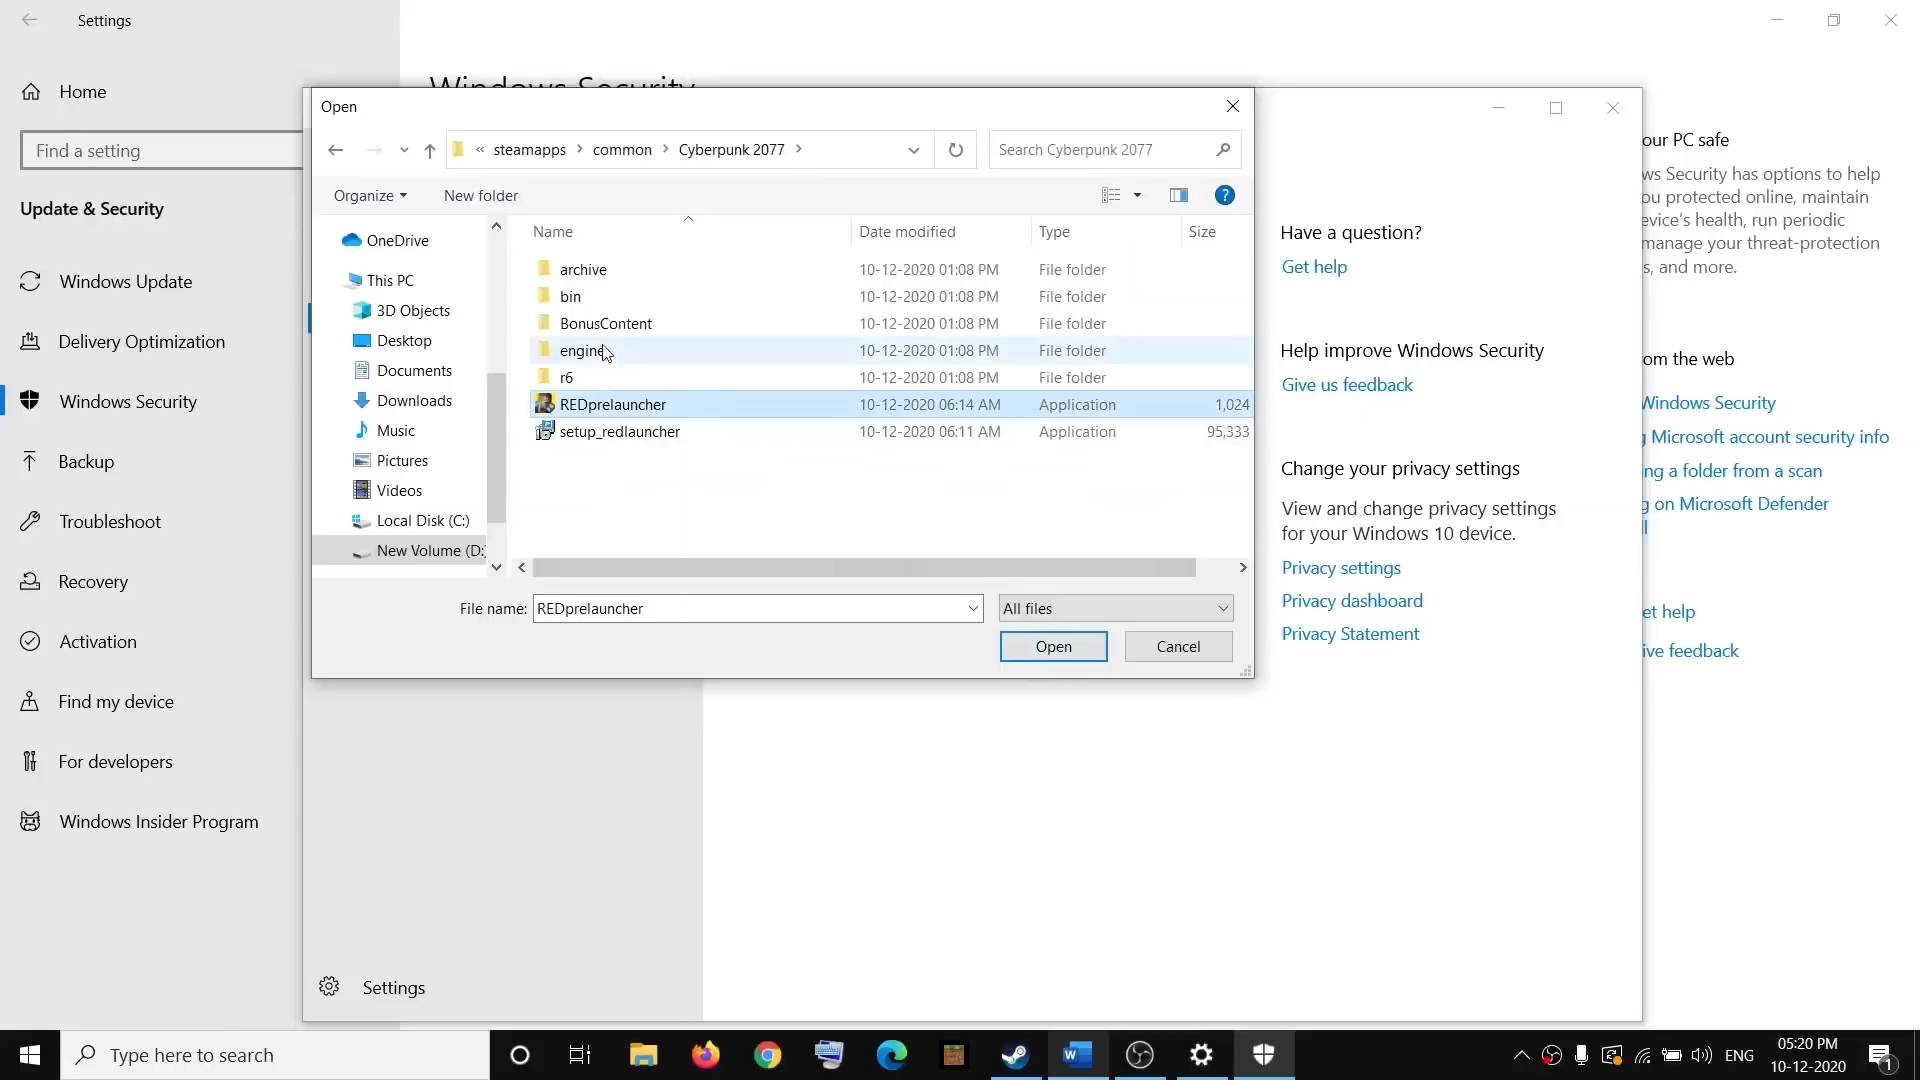 Settings
Home
Find a setting
Update & Security
Windows Update
Delivery Optimization
Windows Security
Backup
Troubleshoot
Recovery
Activation
Find my device
For developers
Windows Insider Program
Windows Security
Open
« steamapps > common > Cyberpunk 2077 >
Search Cyberpunk 2077
Organize
New folder
?
OneDrive
This PC
3D Objects
Desktop
Documents
Downloads
Music
Pictures
Videos
Local Disk (C:)
New Volume (D:
Name Date modified Type Size
archive 10-12-2020 01:08 PM File folder
bin 10-12-2020 01:08 PM File folder
BonusContent 10-12-2020 01:08 PM File folder
engine 10-12-2020 01:08 PM File folder
r6 10-12-2020 01:08 PM File folder
REDprelauncher 10-12-2020 06:14 AM Application 1,024
setup_redlauncher 10-12-2020 06:11 AM Application 95,333
File name: REDprelauncher
All files
Open
Cancel
Settings
Have a question?
Get help
Help improve Windows Security
Give us feedback
Change your privacy settings
View and change privacy settings
for your Windows 10 device.
Privacy settings
Privacy dashboard
Privacy Statement
our PC safe
ws Security has options to help
ou protected online, maintain
evice's health, run periodic
manage your threat-protection
s, and more.
om the web
Windows Security
Microsoft account security info
ing a folder from a scan
g on Microsoft Defender
et help
ive feedback
Type here to search
ENG
05:20 PM
10-12-2020
1